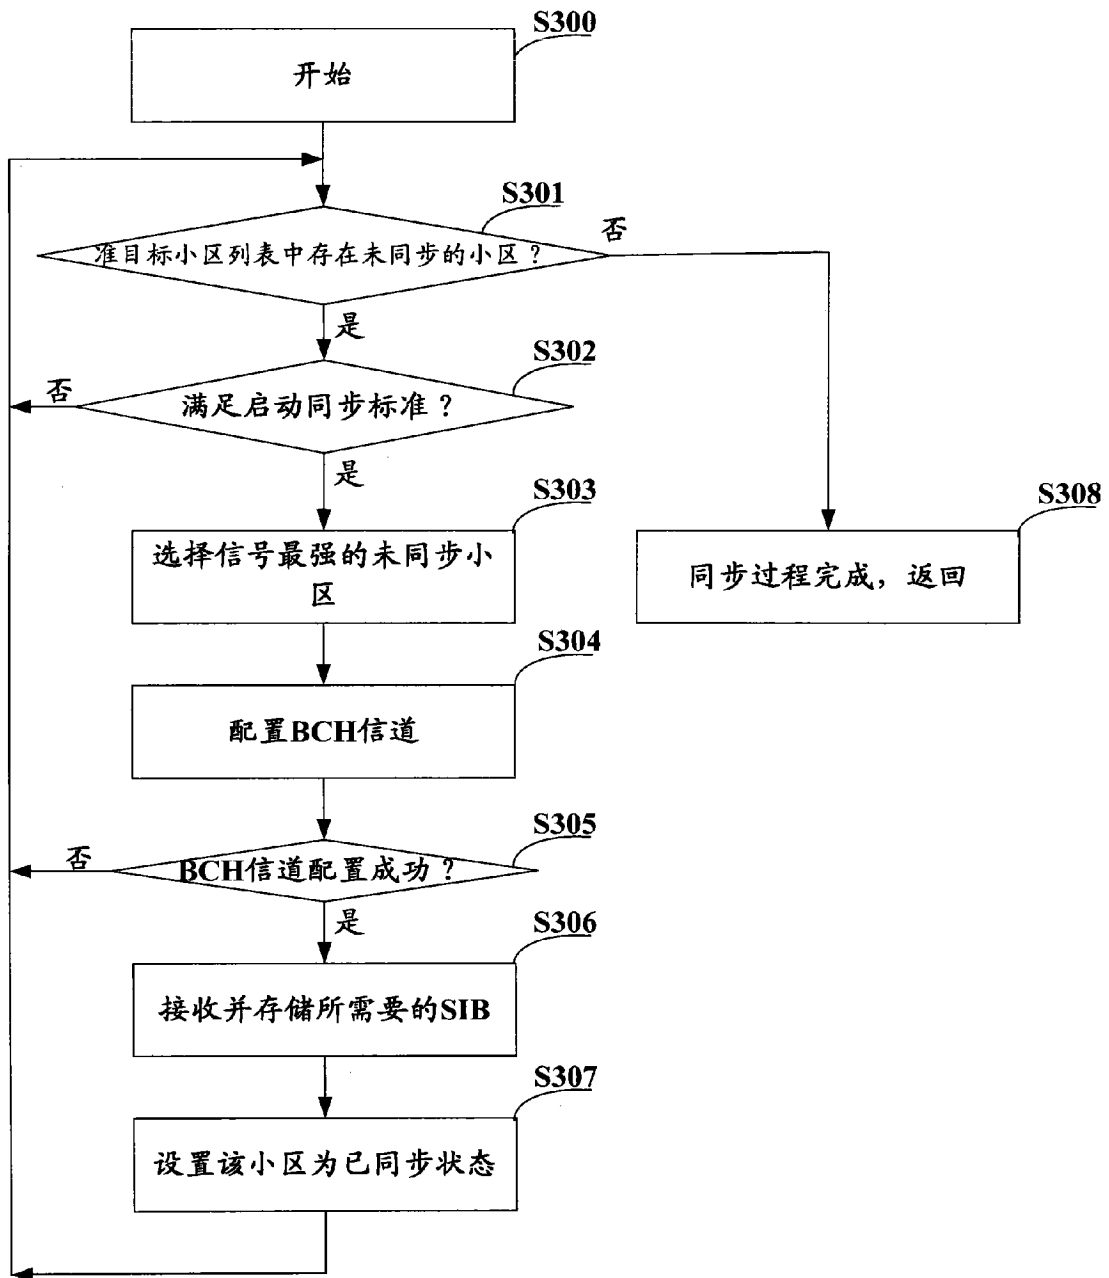 S300
开始
S301
准目标小区列表中存在未同步的小区？
否
是
S302
否
满足启动同步标准？
是
S303
选择信号最强的未同步小
区
S308
同步过程完成，返回
S304
配置BCH信道
S305
否
BCH信道配置成功？
是
S306
接收并存储所需要的SIB
S307
设置该小区为已同步状态